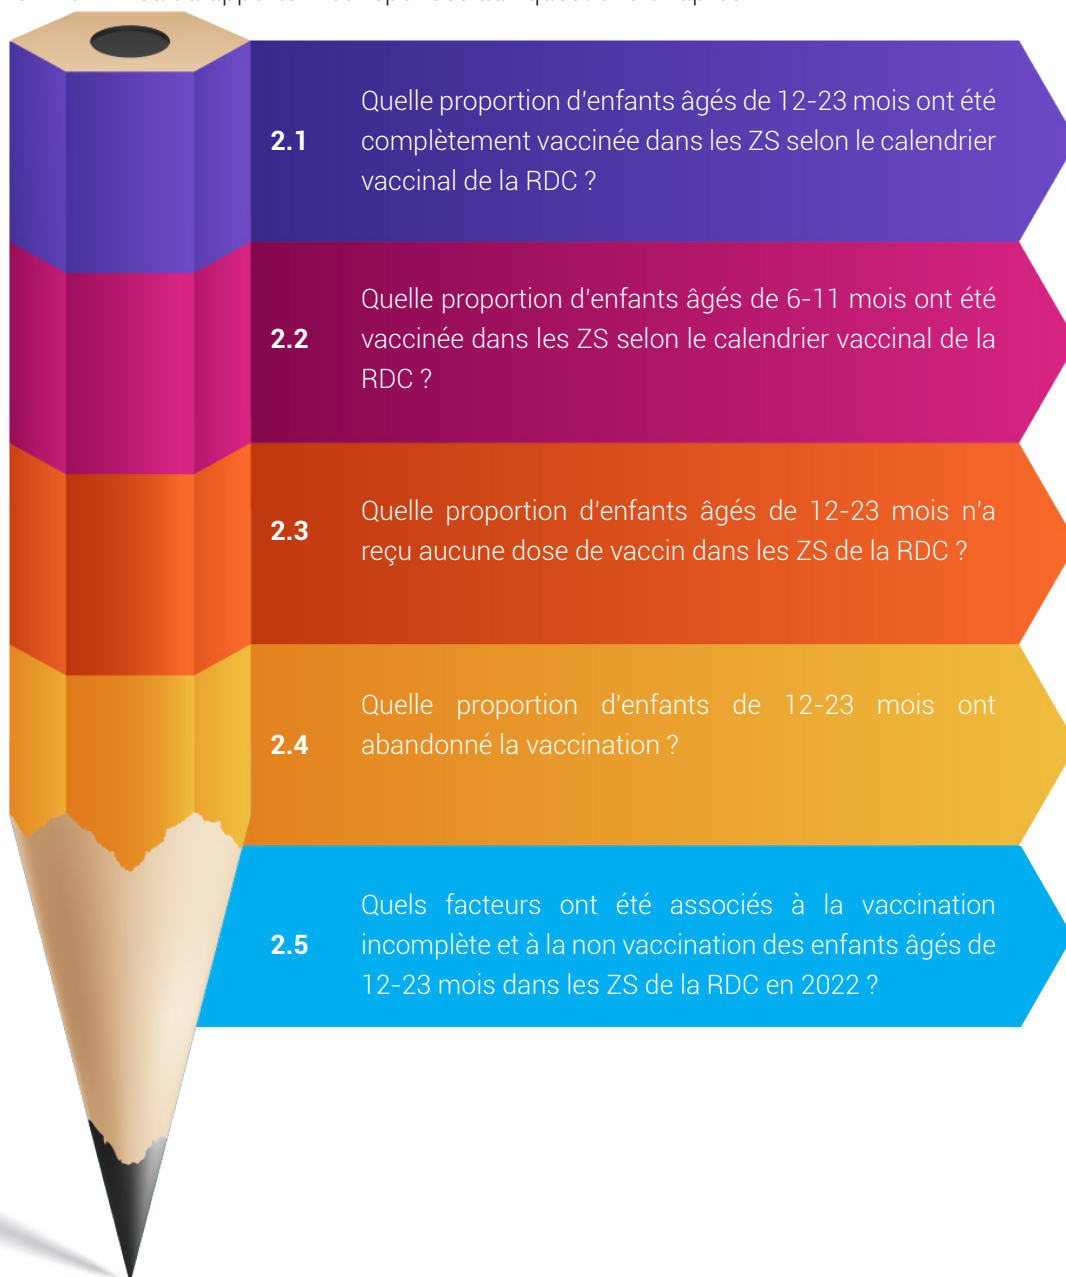 2.1
Quelle proportion d'enfants âgés de 12-23 mois ont été
complètement vaccinée dans les ZS selon le calendrier
vaccinal de la RDC ?
2.2
Quelle proportion d'enfants âgés de 6-11 mois ont été
vaccinée dans les ZS selon le calendrier vaccinal de la
RDC ?
2.3
Quelle proportion d'enfants âgés de 12-23 mois n'a
reçu aucune dose de vaccin dans les ZS de la RDC ?
2.4
Quelle proportion d'enfants de 12-23 mois ont
abandonné la vaccination ?
2.5
Quels facteurs ont été associés à la vaccination
incomplète et à la non vaccination des enfants âgés de
12-23 mois dans les ZS de la RDC en 2022 ?